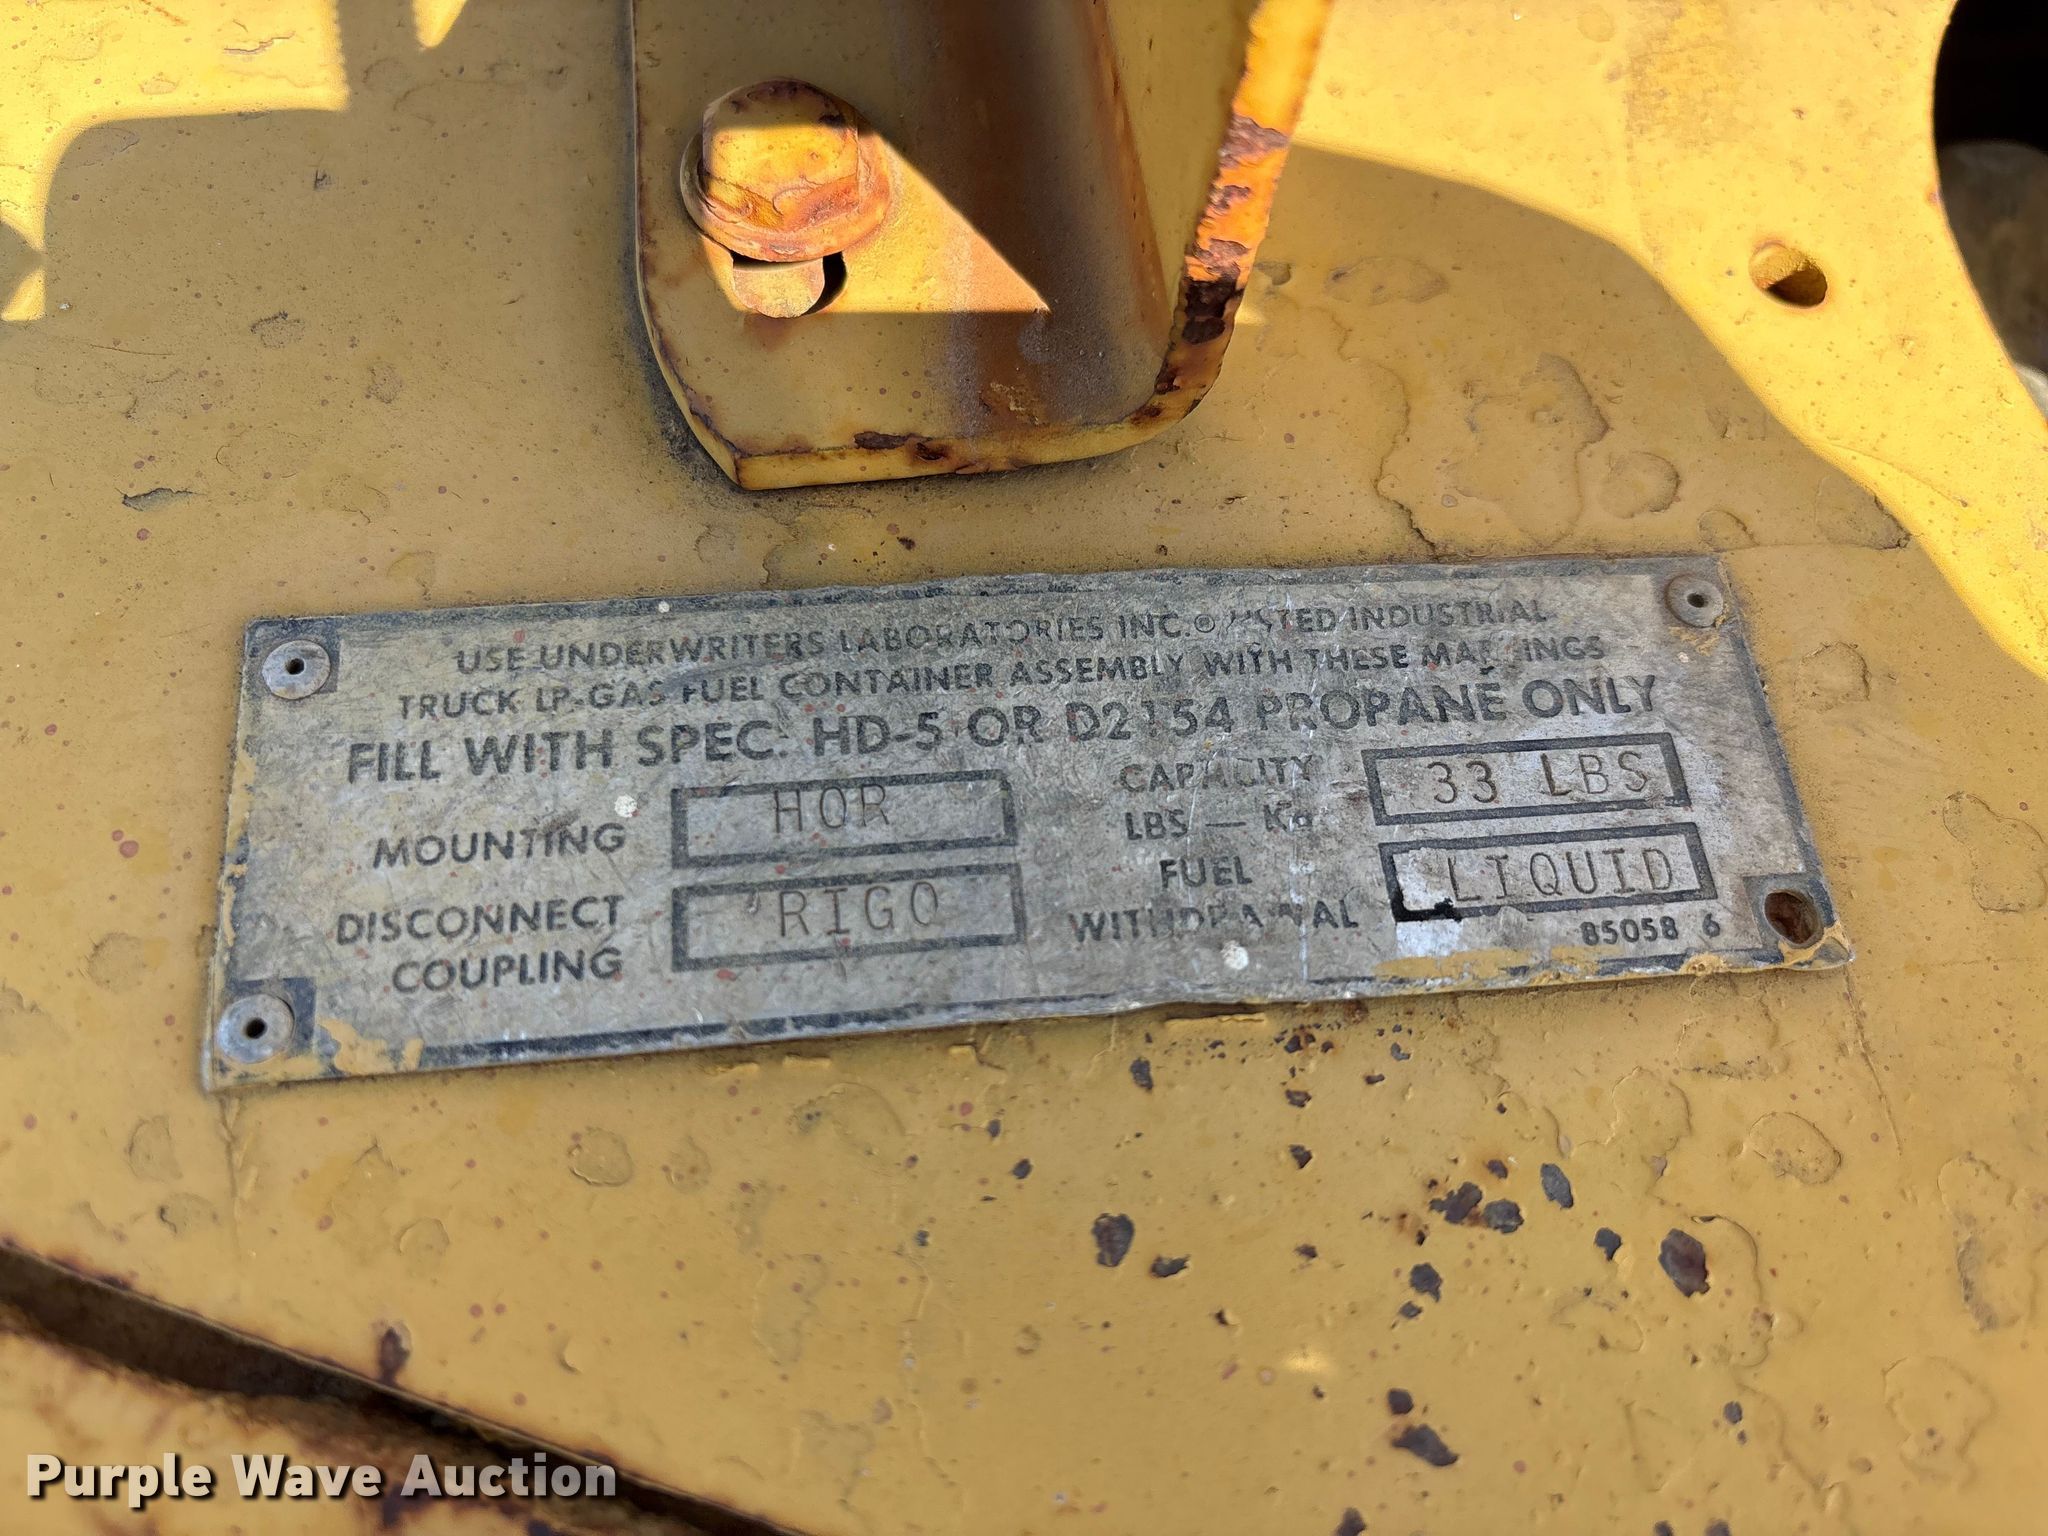 USE UNDERWRITERS LABORATORIES INC.® LISTED INDUSTRIAL
TRUCK LP-GAS FUEL CONTAINER ASSEMBLY WITH THESE MARKINGS
FILL WITH SPEC. HD-5 OR D2154 PROPANE ONLY
MOUNTING HOR
CAPACITY
LBS — KG 33 LBS
DISCONNECT
COUPLING RIGO
FUEL
WITHDRAWAL LIQUID
85058 6
Purple Wave Auction